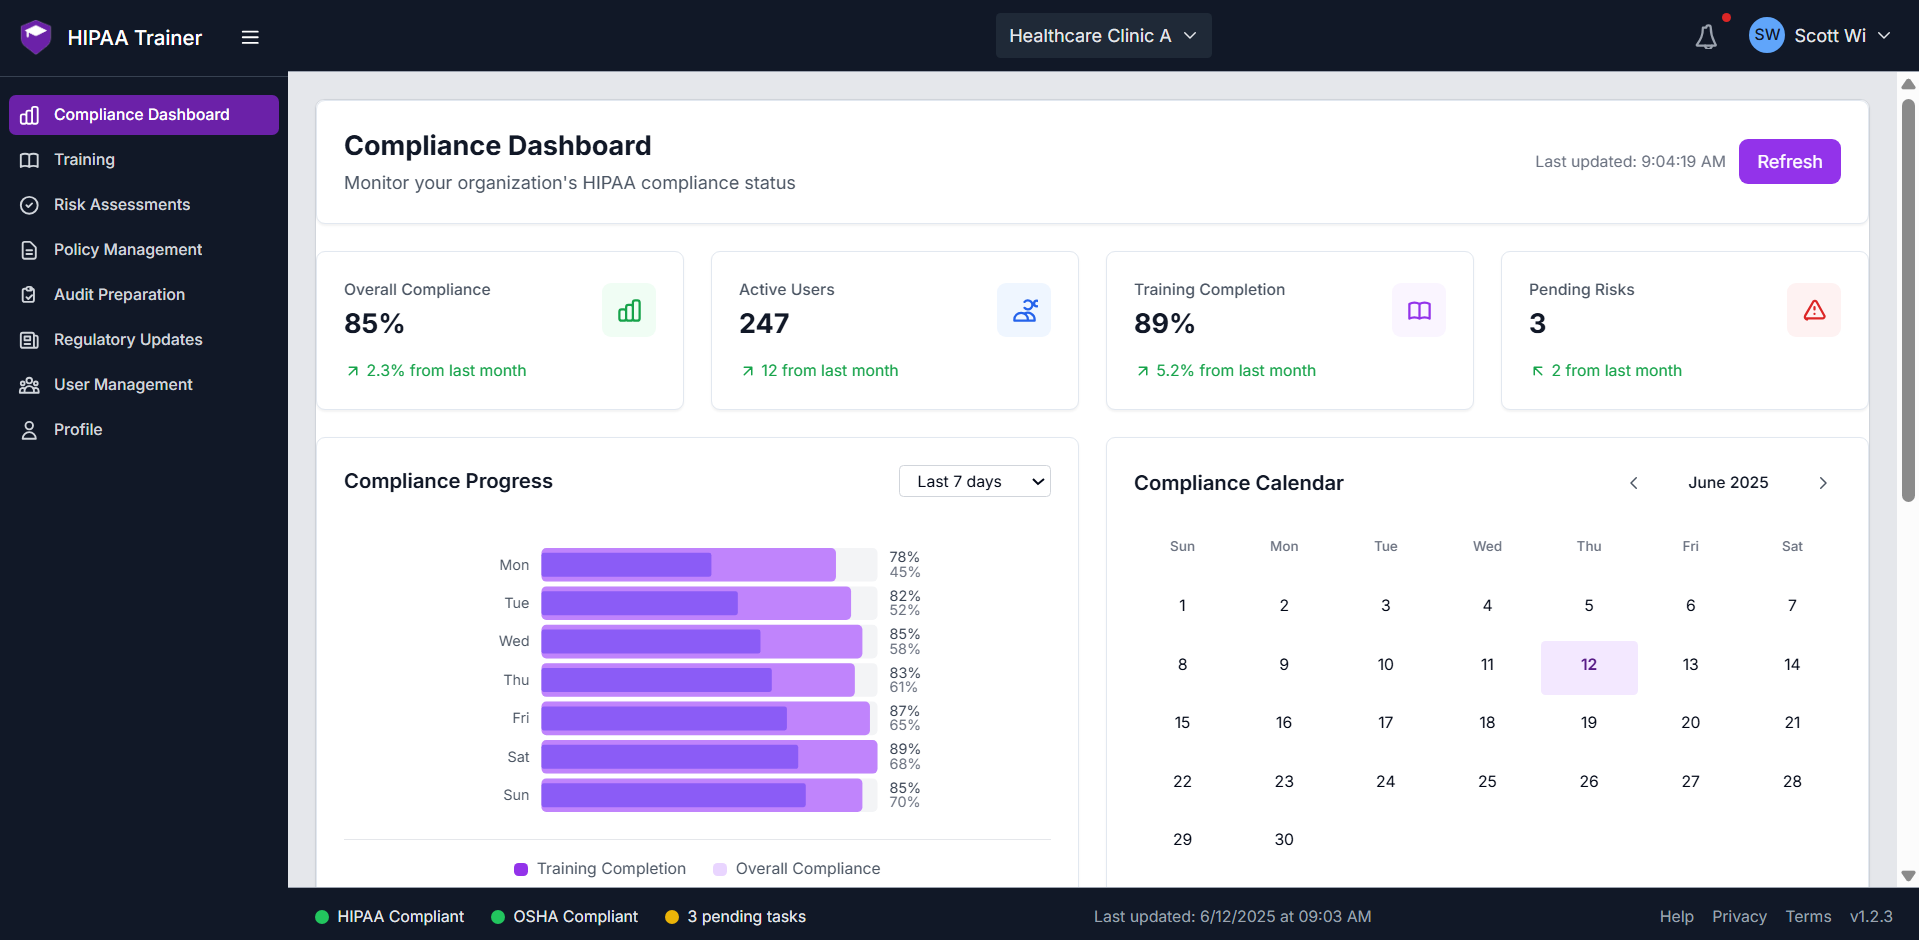 HIPAA Trainer
Healthcare Clinic A
SW
Scott Wi
Compliance Dashboard
Training
Risk Assessments
Policy Management
Audit Preparation
Regulatory Updates
User Management
Profile
Compliance Dashboard
Monitor your organization's HIPAA compliance status
Last updated: 9:04:19 AM
Refresh
Overall Compliance
85%
2.3% from last month
Active Users
247
12 from last month
Training Completion
89%
5.2% from last month
Pending Risks
3
2 from last month
Compliance Progress
Last 7 days
Mon
78%
45%
Tue
82%
52%
Wed
85%
58%
Thu
83%
61%
Fri
87%
65%
Sat
89%
68%
Sun
85%
70%
Training Completion
Overall Compliance
Compliance Calendar
June 2025
Sun Mon Tue Wed Thu Fri Sat
1 2 3 4 5 6 7
8 9 10 11 12 13 14
15 16 17 18 19 20 21
22 23 24 25 26 27 28
29 30
HIPAA Compliant
OSHA Compliant
3 pending tasks
Last updated: 6/12/2025 at 09:03 AM
Help
Privacy
Terms
v1.2.3